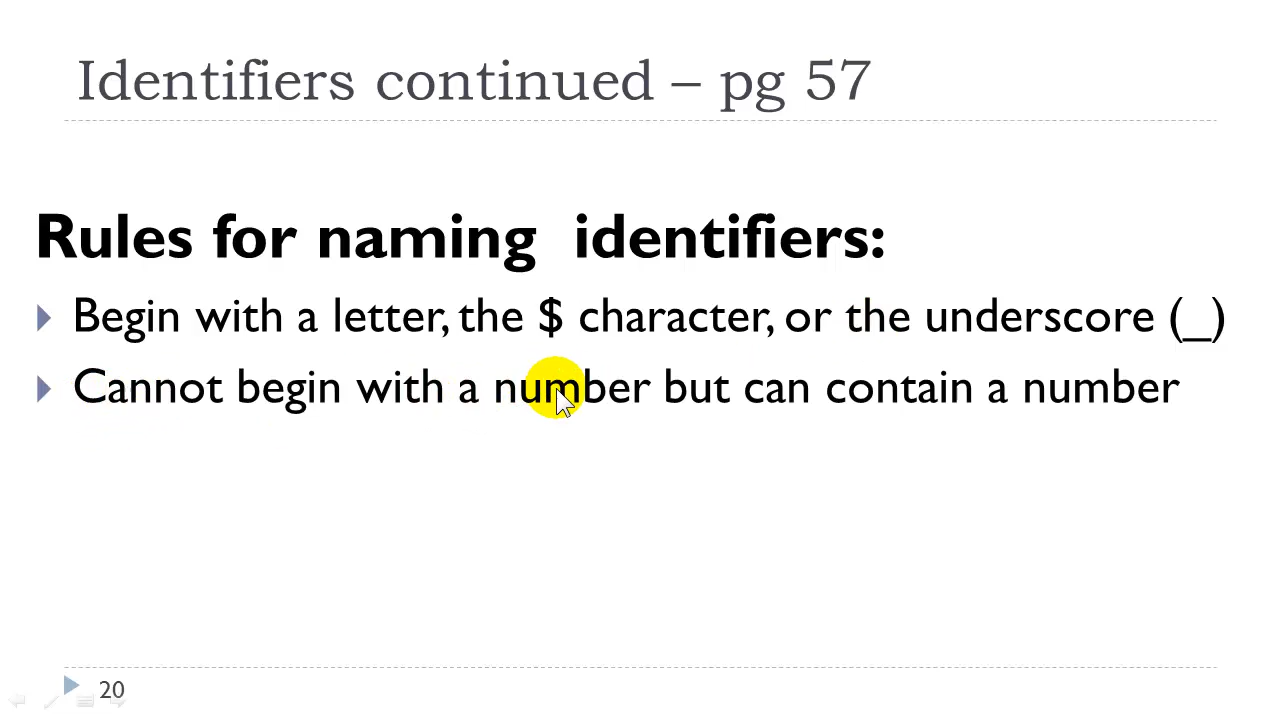 Identifiers continued – pg 57
Rules for naming identifiers:
Begin with a letter, the $ character, or the underscore (_)
Cannot begin with a number but can contain a number
20